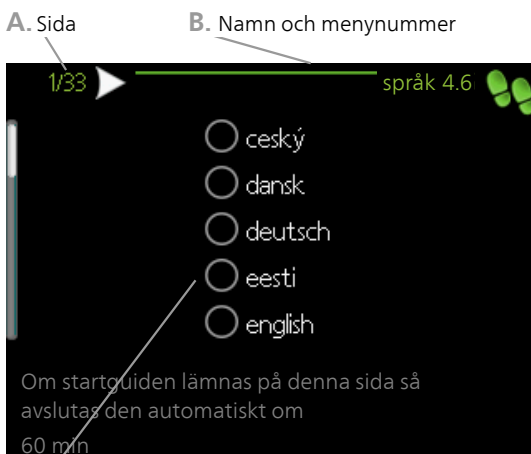 A. Sida
B. Namn och menynummer
1/33
språk 4.6
ceský
dansk
deutsch
eesti
english
Om startguiden lämnas på denna sida så
avslutas den automatiskt om
60 min